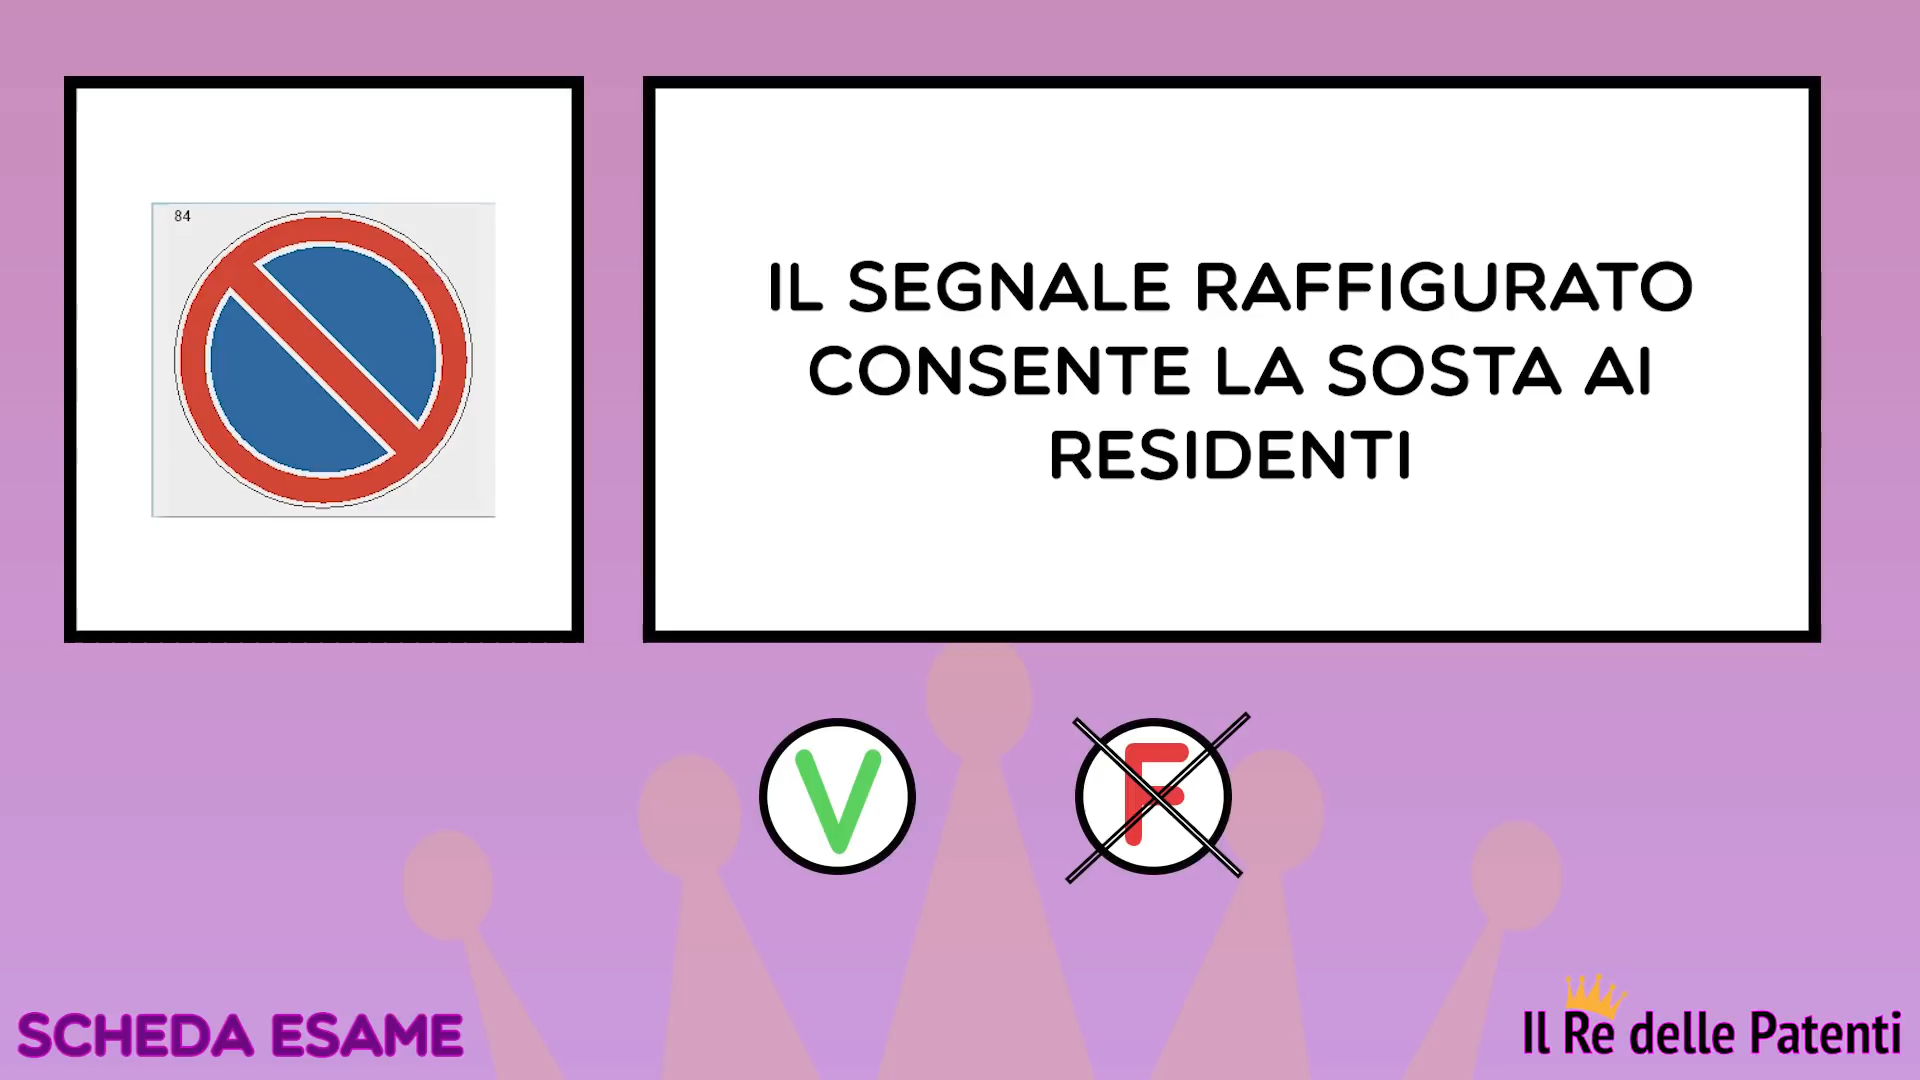 84
IL SEGNALE RAFFIGURATO
CONSENTE LA SOSTA AI
RESIDENTI
V
F
SCHEDA ESAME
Il Re delle Patenti